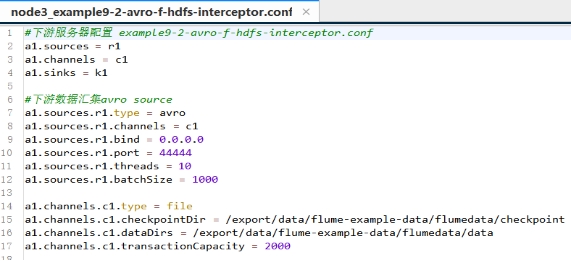 node3_example9-2-avro-f-hdfs-interceptor.conf ×
1 #下游服务器配置 example9-2-avro-f-hdfs-interceptor.conf
2 a1.sources = r1
3 a1.channels = c1
4 a1.sinks = k1
5
6 #下游数据汇集avro source
7 a1.sources.r1.type = avro
8 a1.sources.r1.channels = c1
9 a1.sources.r1.bind = 0.0.0.0
10 a1.sources.r1.port = 44444
11 a1.sources.r1.threads = 10
12 a1.sources.r1.batchSize = 1000
13
14 a1.channels.c1.type = file
15 a1.channels.c1.checkpointDir = /export/data/flume-example-data/flumedata/checkpoint
16 a1.channels.c1.dataDirs = /export/data/flume-example-data/flumedata/data
17 a1.channels.c1.transactionCapacity = 2000